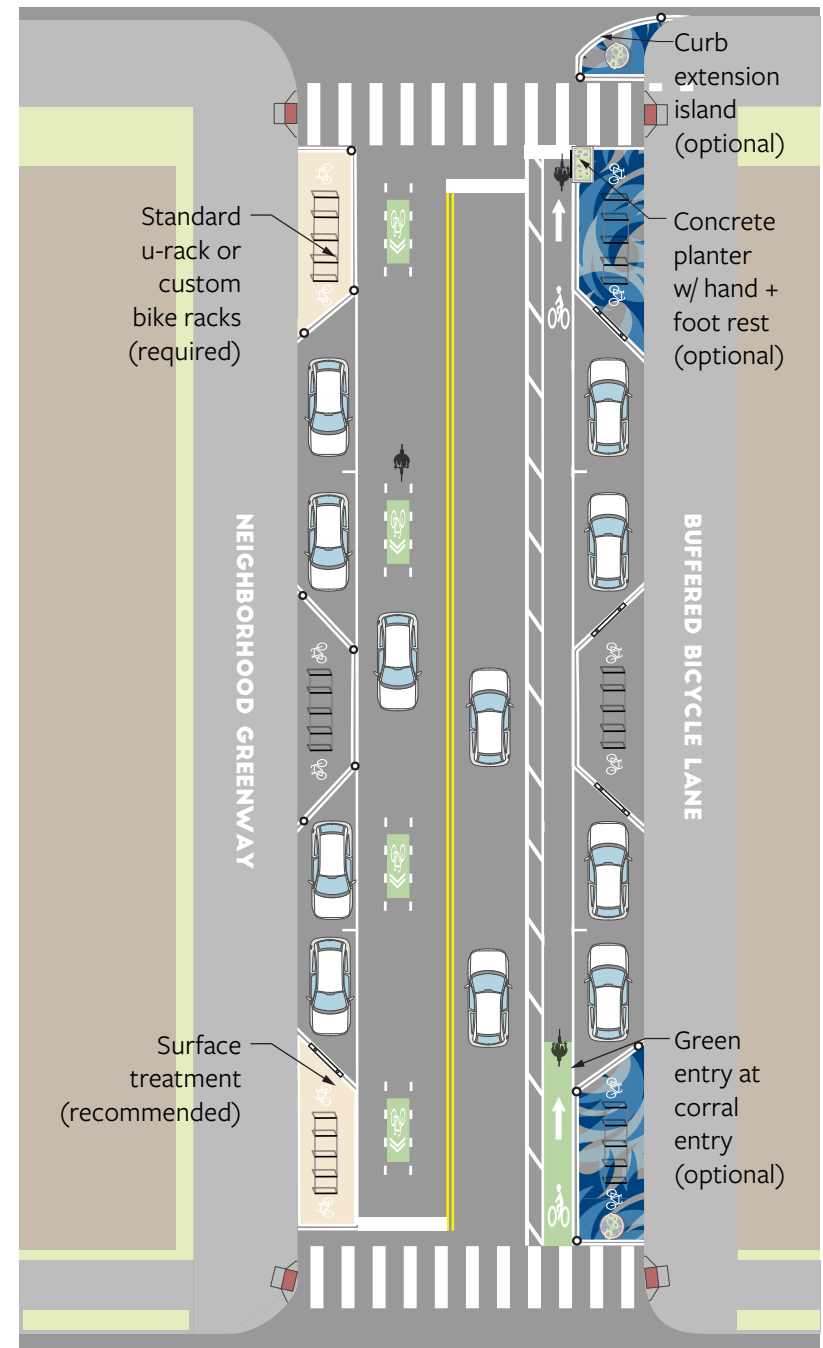 Curb
extension
island
(optional)
Standard
u-rack or
custom
bike racks
(required)
Concrete
planter
w/ hand +
foot rest
(optional)
NEIGHBORHOOD GREENWAY
BUFFERED BICYCLE LANE
Surface
treatment
(recommended)
Green
entry at
corral
entry
(optional)